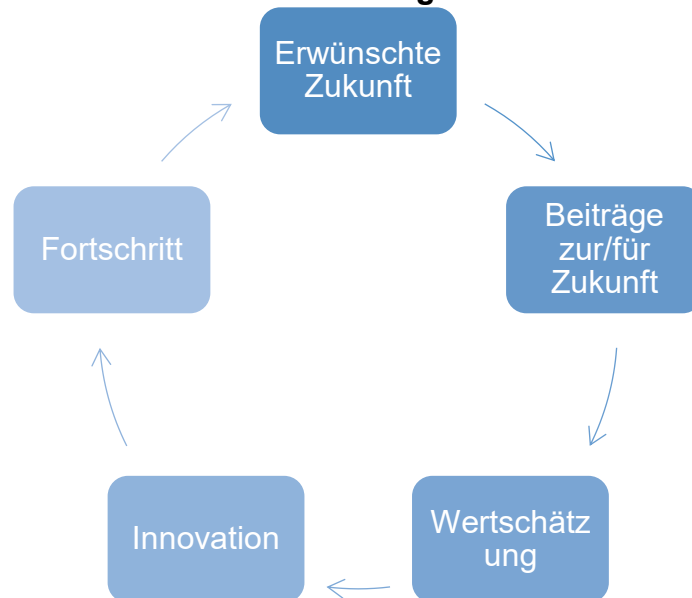 Erwünschte
Zukunft
Beiträge
zur/für
Zukunft
Wertschätz
ung
Innovation
Fortschritt